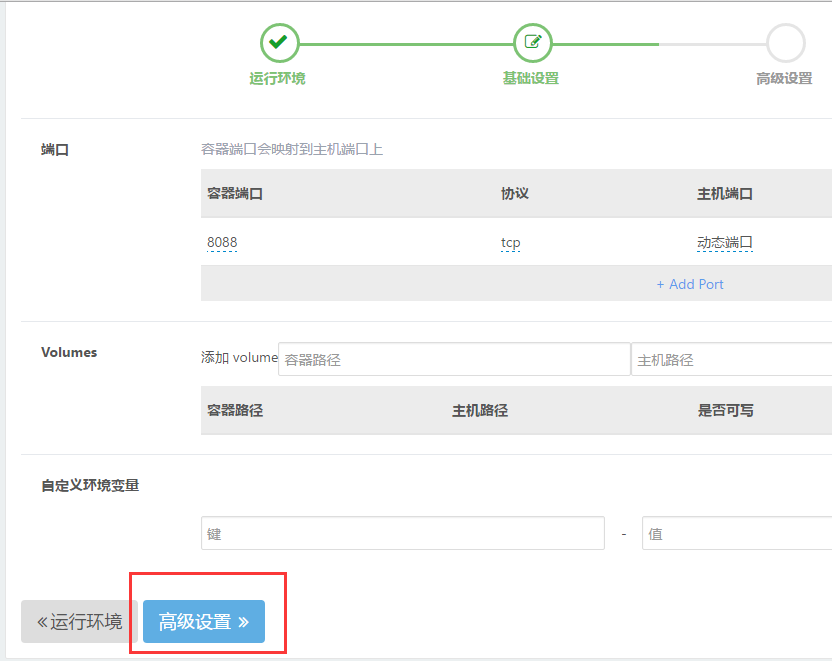 运行环境 基础设置 高级设置
端口 容器端口会映射到主机端口上
容器端口 协议 主机端口
8088 tcp 动态端口
+ Add Port
Volumes 添加 volume 容器路径 主机路径
容器路径 主机路径 是否可写
自定义环境变量
键 - 值
«运行环境 高级设置 »